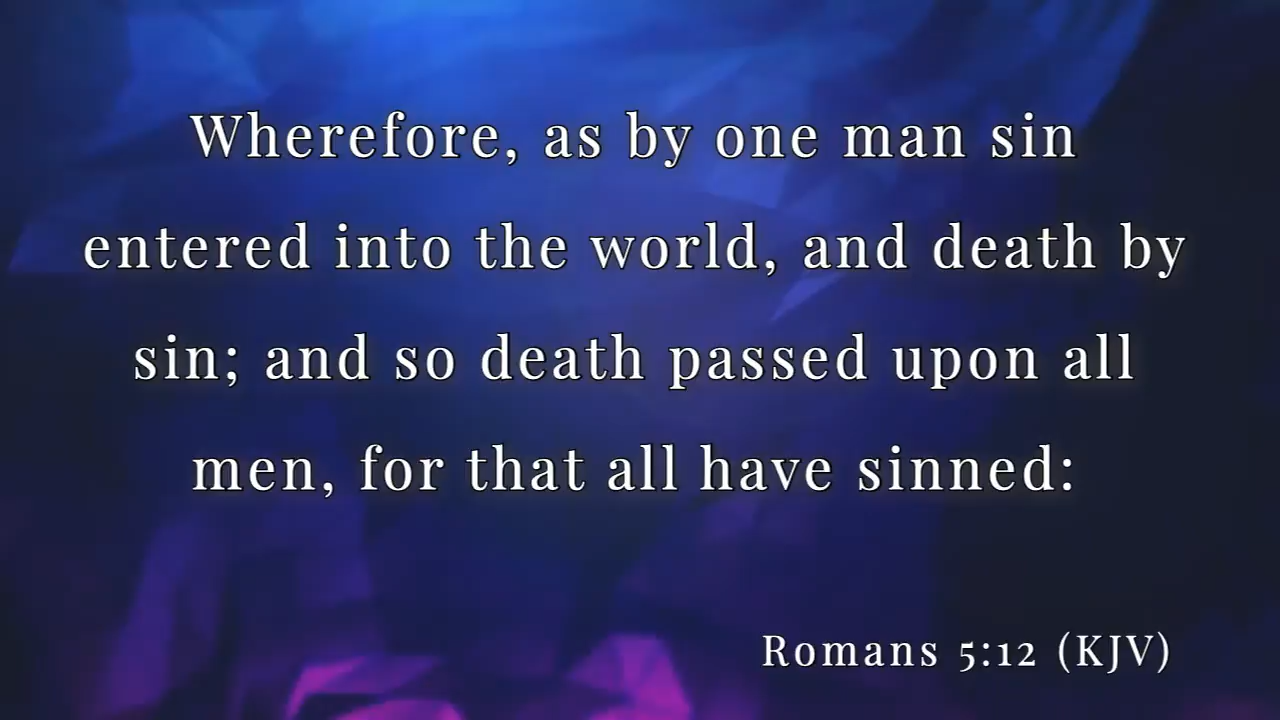 Wherefore, as by one man sin
entered into the world, and death by
sin; and so death passed upon all
men, for that all have sinned:
Romans 5:12 (KJV)